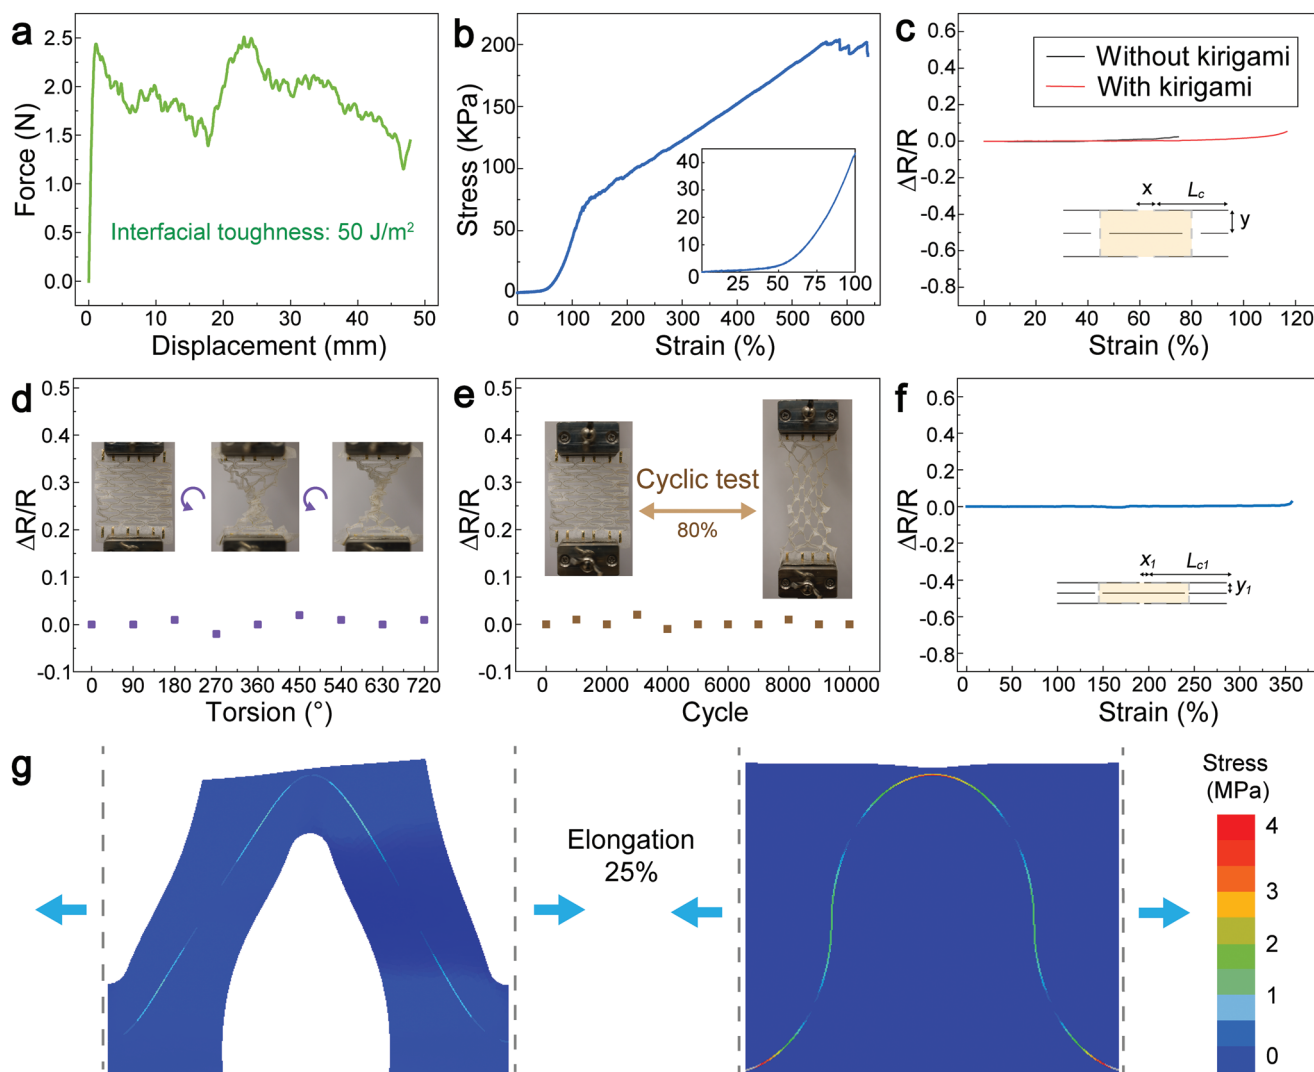 a
Force (N)
2.5
2.0
1.5
1.0
0.5
0.0
Interfacial toughness: 50 J/m²
0 10 20 30 40 50
Displacement (mm)
b
Stress (KPa)
200
150
100
50
0
40
30
20
10
0
25 50 75 100
0 100 200 300 400 500 600
Strain (%)
c
ΔR/R
0.6
0.4
0.2
0.0
-0.2
-0.4
-0.6
-0.8
Without kirigami
With kirigami
x Lc
y
0 20 40 60 80 100 120
Strain (%)
d
ΔR/R
0.5
0.4
0.3
0.2
0.1
0.0
-0.1
0 90 180 270 360 450 540 630 720
Torsion (°)
e
ΔR/R
0.5
0.4
0.3
0.2
0.1
0.0
-0.1
Cyclic test
80%
0 2000 4000 6000 8000 10000
Cycle
f
ΔR/R
0.6
0.4
0.2
0.0
-0.2
-0.4
-0.6
-0.8
x1 Lc1
y1
0 50 100 150 200 250 300 350
Strain (%)
g
Elongation
25%
Stress
(MPa)
4
3
2
1
0